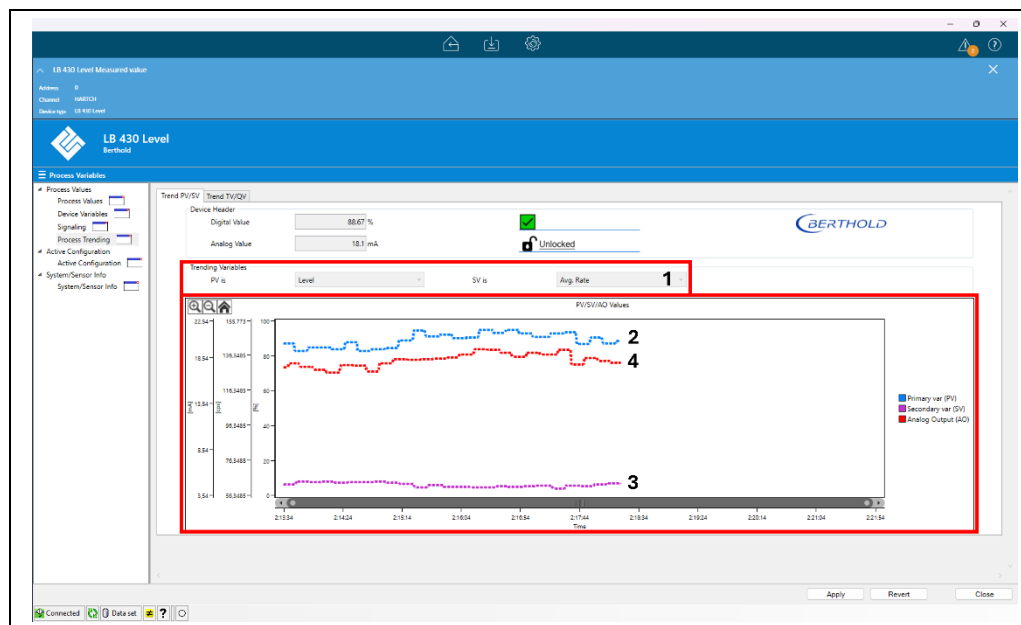 2
LB 430 Level Measured value
Address 0
Channel HARTCH
Device type LB 430 Level
LB 430 Level
Berthold
Process Variables
Process Values
Process Values
Device Variables
Signaling
Process Trending
Active Configuration
Active Configuration
System/Sensor Info
System/Sensor Info
Trend PV/SV Trend TV/QV
Device Header
Digital Value 88.67 %
Analog Value 18.1 mA Unlocked
BERTHOLD
Trending Variables
PV is Level SV is Avg. Rate 1
PV/SV/AO Values
22,54 155,773 100
18,54 136,3485 80
13,54 116,3485 60
96,3485 40
8,54 76,3485 20
3,54 56,3485 0
[mA] [cps] [%]
2
4
3
Primary var (PV)
Secondary var (SV)
Analog Output (AO)
2:13:34 2:14:24 2:15:14 2:16:04 2:16:54 2:17:44 2:18:34 2:19:24 2:20:14 2:21:04 2:21:54
Time
Apply Revert Close
Connected Data set ≠ ?